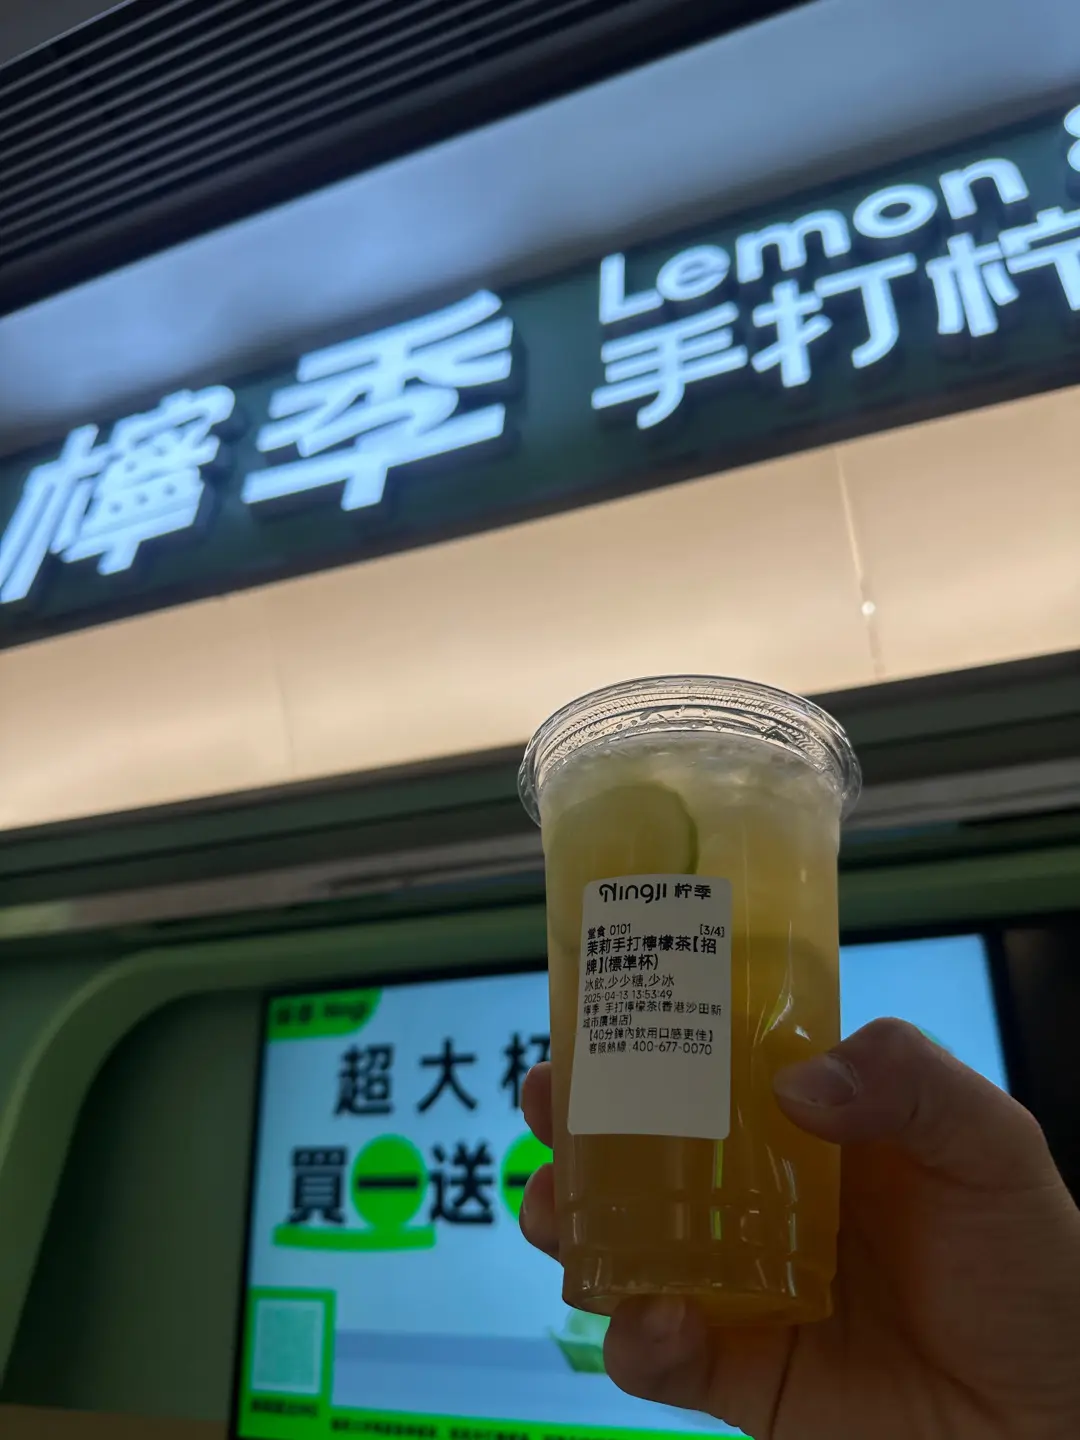 檸季
Lemon
手打柠
Ningji 柠季
堂食 0101 [3/4]
茉莉手打檸檬茶【招
牌】(標準杯)
冰飲,少少糖,少冰
2025-04-13 13:53:49
檸季 手打檸檬茶(香港沙田新
城市廣場店)
【40分鐘內飲用口感更佳】
客服熱線:400-677-0070
超大杯
買一送一